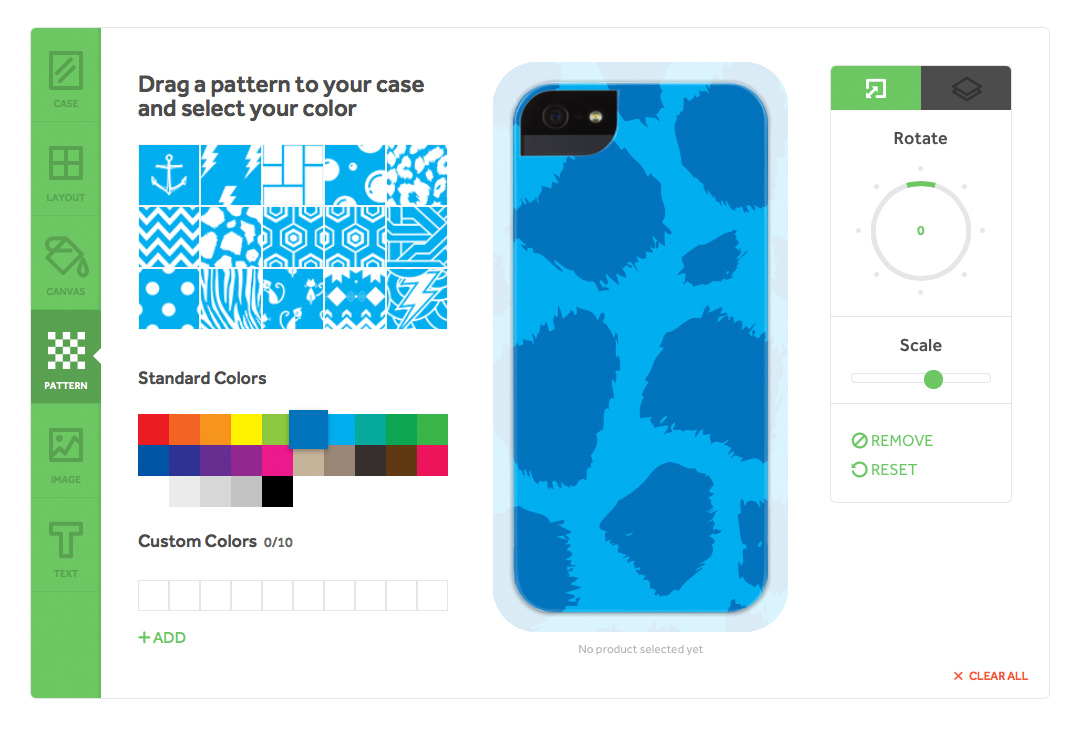 CASE
LAYOUT
CANVAS
PATTERN
IMAGE
TEXT
Drag a pattern to your case
and select your color
Standard Colors
Custom Colors 0/10
+ ADD
No product selected yet
Rotate
0
Scale
REMOVE
RESET
✕ CLEAR ALL